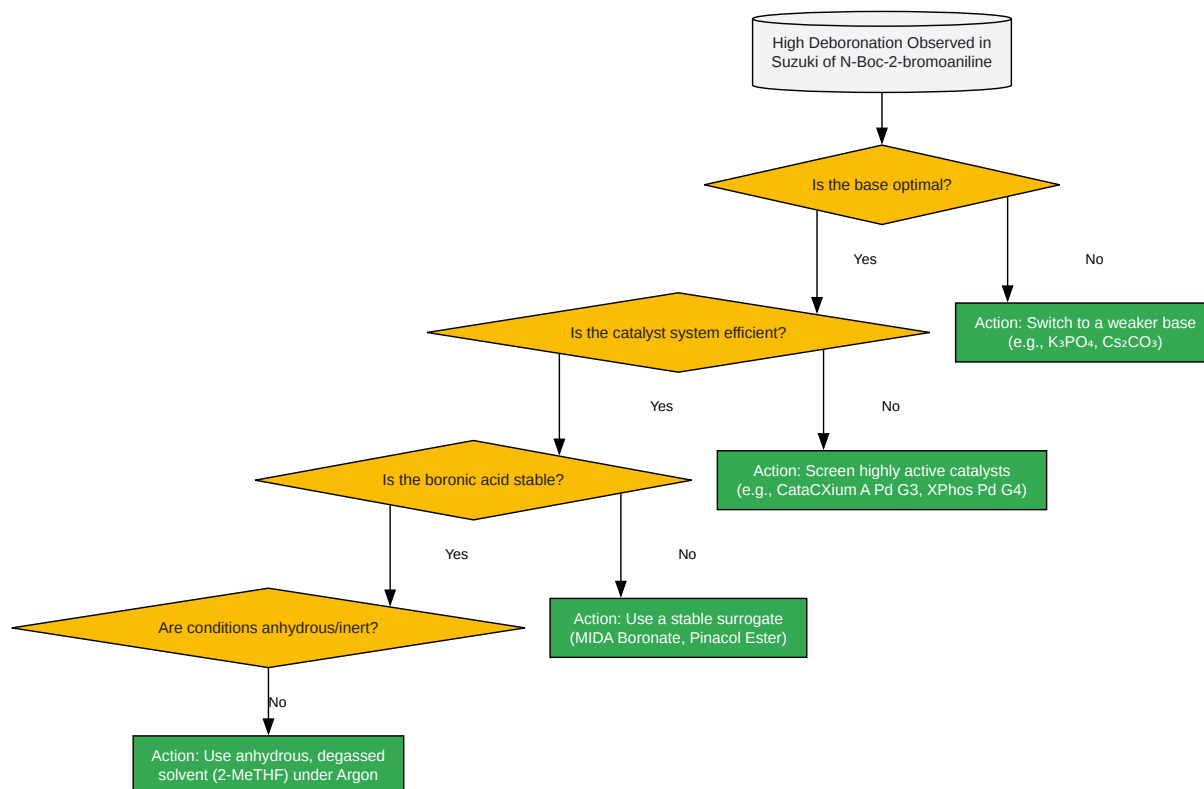 High Deboronation Observed in
Suzuki of N-Boc-2-bromoaniline
Is the base optimal?
Yes
No
Is the catalyst system efficient?
Action: Switch to a weaker base
(e.g., K₃PO₄, Cs₂CO₃)
Yes
No
Is the boronic acid stable?
Action: Screen highly active catalysts
(e.g., CataCXium A Pd G3, XPhos Pd G4)
Yes
No
Are conditions anhydrous/inert?
Action: Use a stable surrogate
(MIDA Boronate, Pinacol Ester)
No
Action: Use anhydrous, degassed
solvent (2-MeTHF) under Argon